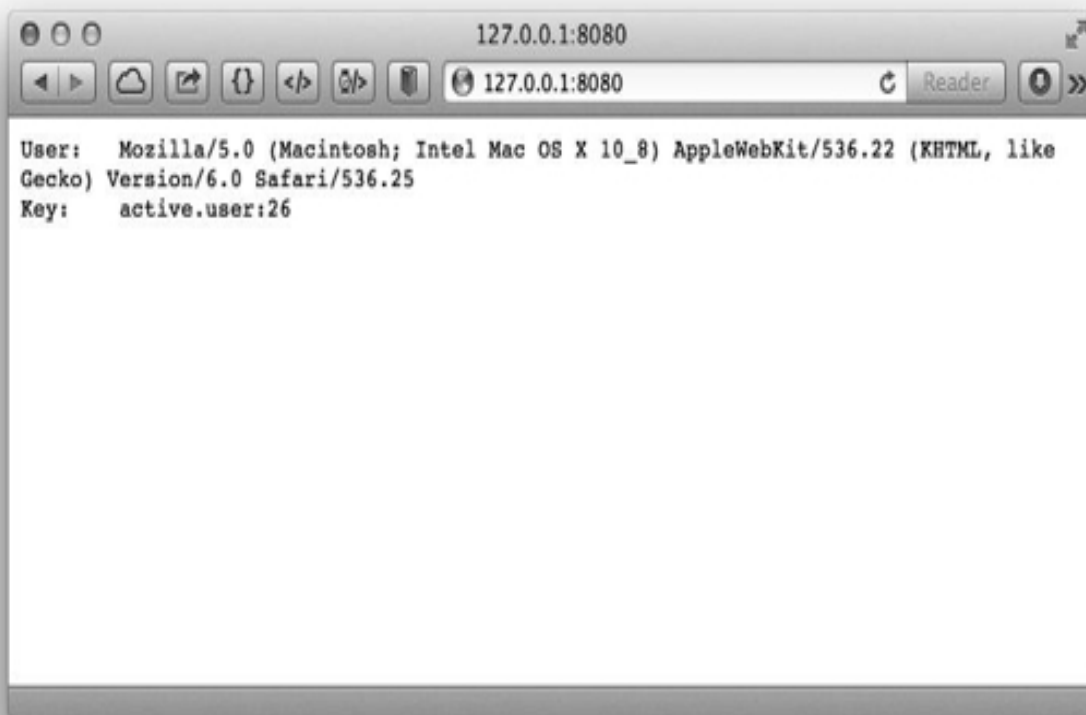 127.0.0.1:8080
{} </> 127.0.0.1:8080 Reader
User: Mozilla/5.0 (Macintosh; Intel Mac OS X 10_8) AppleWebKit/536.22 (KHTML, like
Gecko) Version/6.0 Safari/536.25
Key: active.user:26